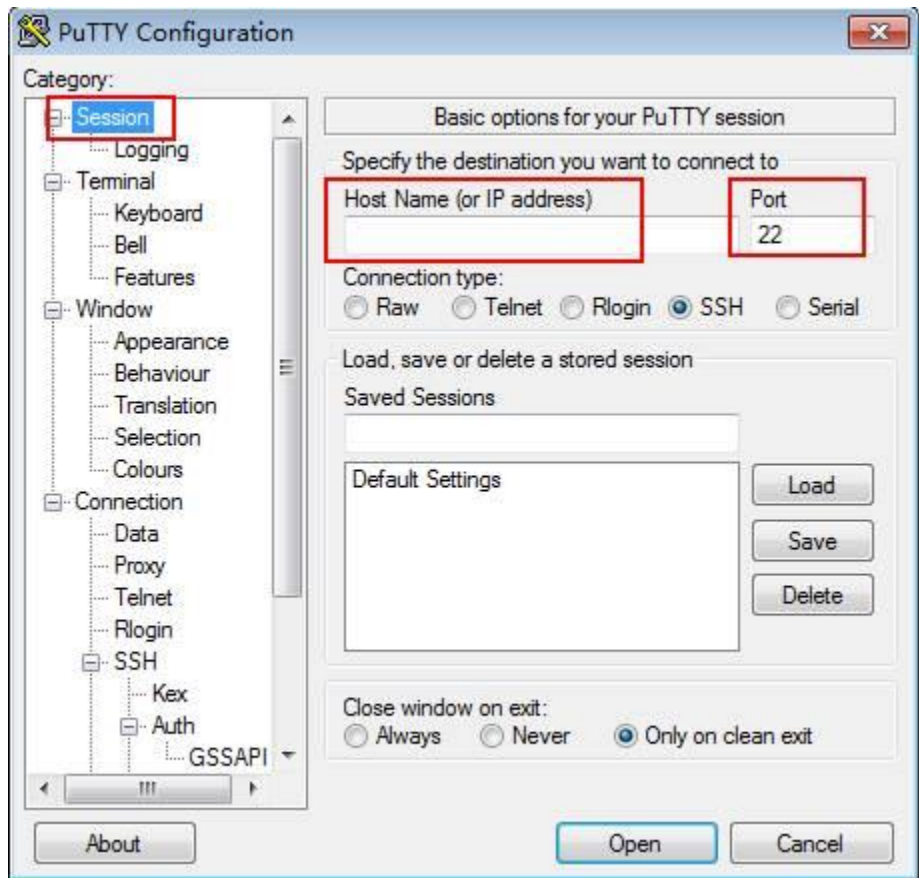 PuTTY Configuration
Category:
Session
Logging
Terminal
Keyboard
Bell
Features
Window
Appearance
Behaviour
Translation
Selection
Colours
Connection
Data
Proxy
Telnet
Rlogin
SSH
Kex
Auth
GSSAPI
Basic options for your PuTTY session
Specify the destination you want to connect to
Host Name (or IP address) Port
22
Connection type:
Raw Telnet Rlogin SSH Serial
Load, save or delete a stored session
Saved Sessions
Default Settings
Load
Save
Delete
Close window on exit:
Always Never Only on clean exit
About Open Cancel